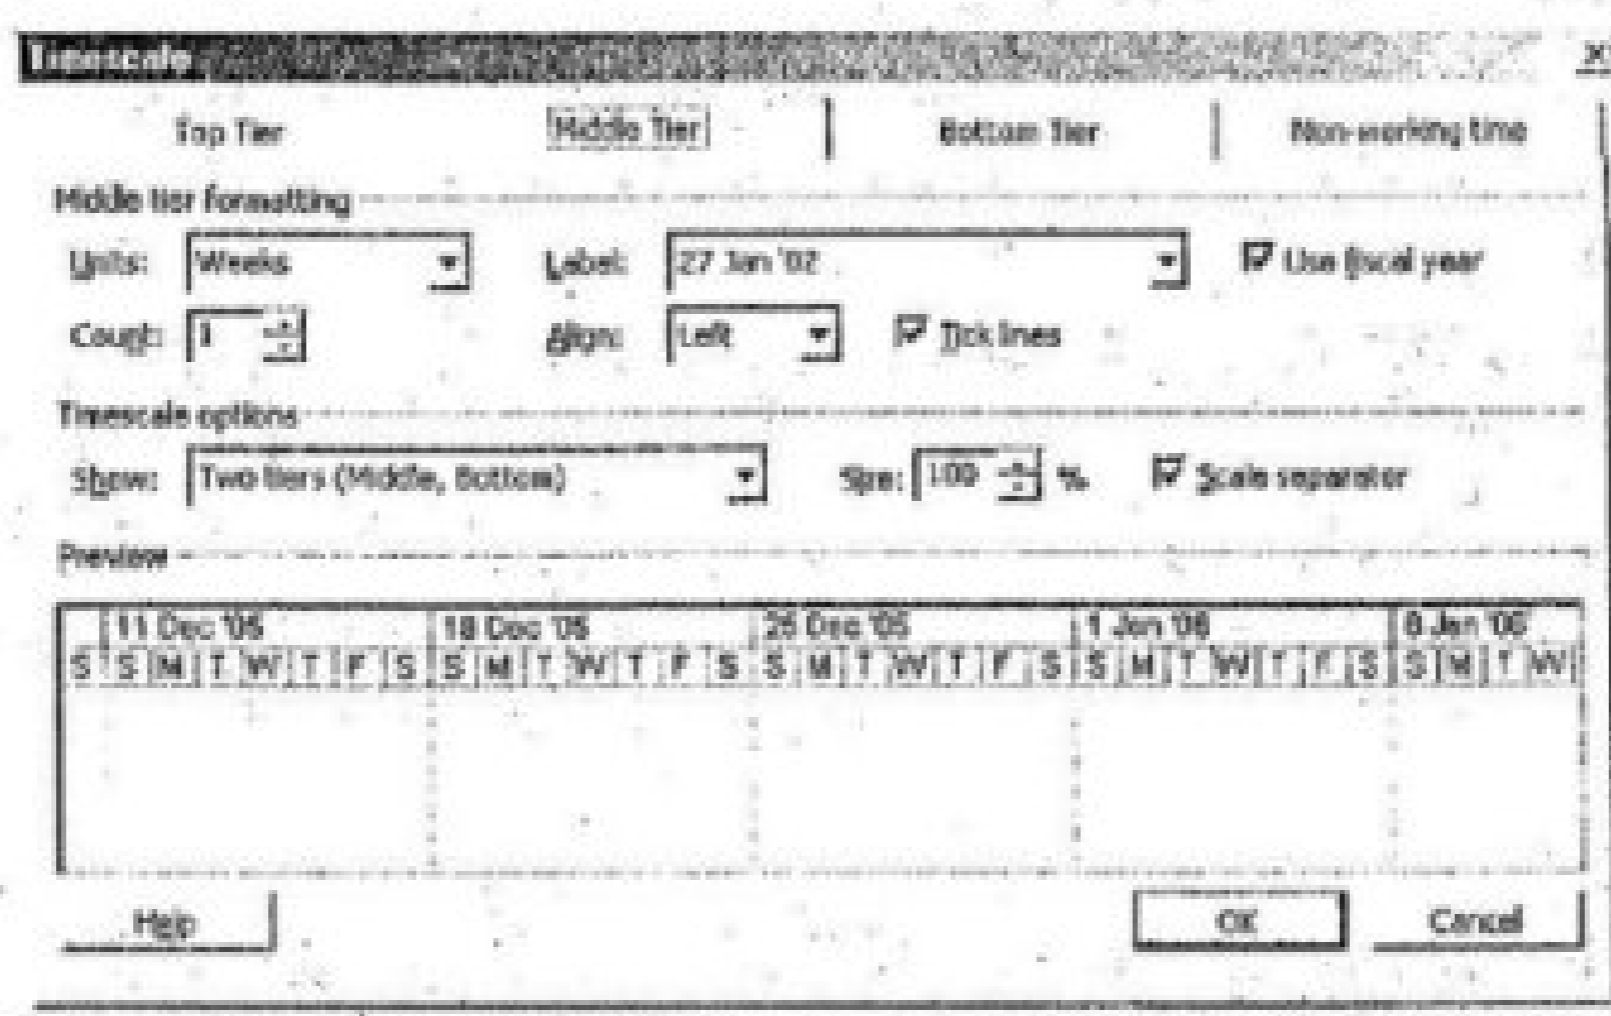 Timescale
Top Tier Middle Tier Bottom Tier Non-working time
Middle tier formatting
Units: Weeks Label: 27 Jan '02 Use fiscal year
Count: 1 Align: Left Tick lines
Timescale options
Show: Two tiers (Middle, Bottom) Size: 100 % Scale separator
Preview
11 Dec '05 18 Dec '05 25 Dec '05 1 Jan '06 8 Jan '06
S S M T W T F S S M T W T F S S M T W T F S S M T W T F S S M T W
Help OK Cancel